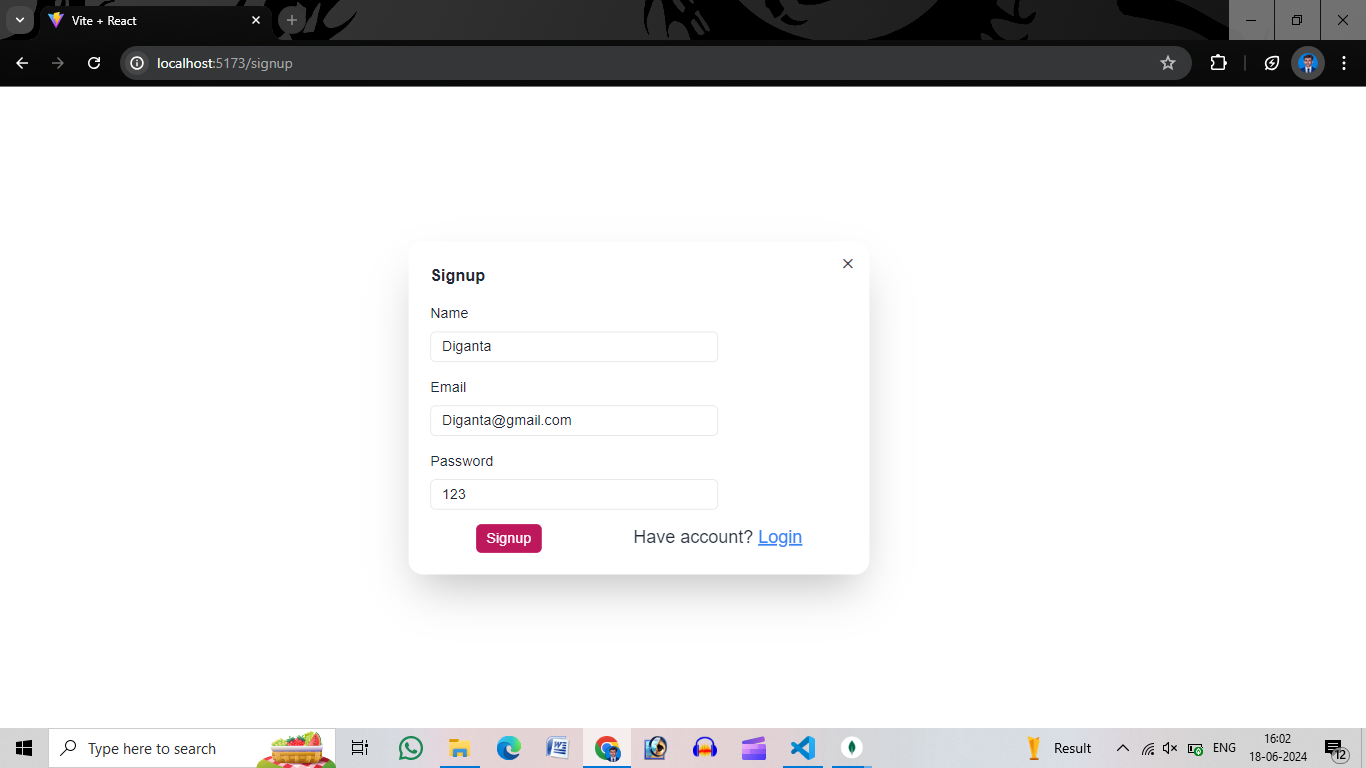 Vite + React
localhost:5173/signup
Signup
Name
Diganta
Email
Diganta@gmail.com
Password
123
Signup
Have account? Login
Type here to search
Result
ENG
16:02
18-06-2024
12